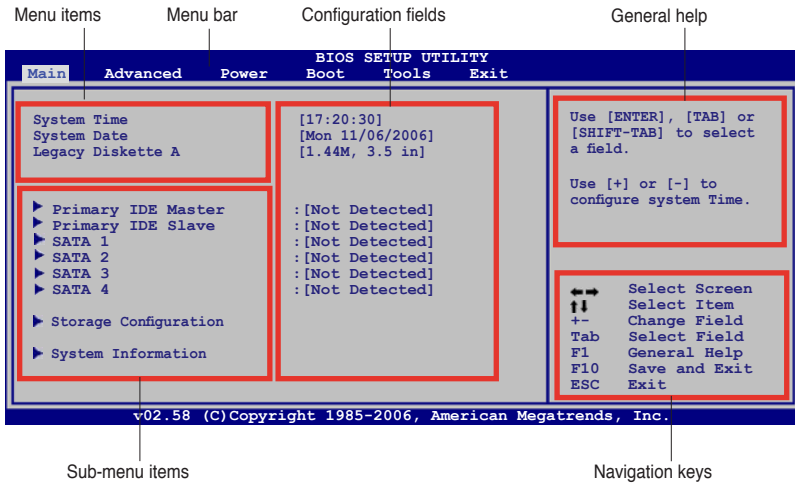 Menu items Menu bar Configuration fields General help
BIOS SETUP UTILITY
Main Advanced Power Boot Tools Exit
System Time [17:20:30]
System Date [Mon 11/06/2006]
Legacy Diskette A [1.44M, 3.5 in]
Primary IDE Master :[Not Detected]
Primary IDE Slave :[Not Detected]
SATA 1 :[Not Detected]
SATA 2 :[Not Detected]
SATA 3 :[Not Detected]
SATA 4 :[Not Detected]
Storage Configuration
System Information
Use [ENTER], [TAB] or
[SHIFT-TAB] to select
a field.
Use [+] or [-] to
configure system Time.
←→ Select Screen
↑↓ Select Item
+- Change Field
Tab Select Field
F1 General Help
F10 Save and Exit
ESC Exit
v02.58 (C)Copyright 1985-2006, American Megatrends, Inc.
Sub-menu items Navigation keys